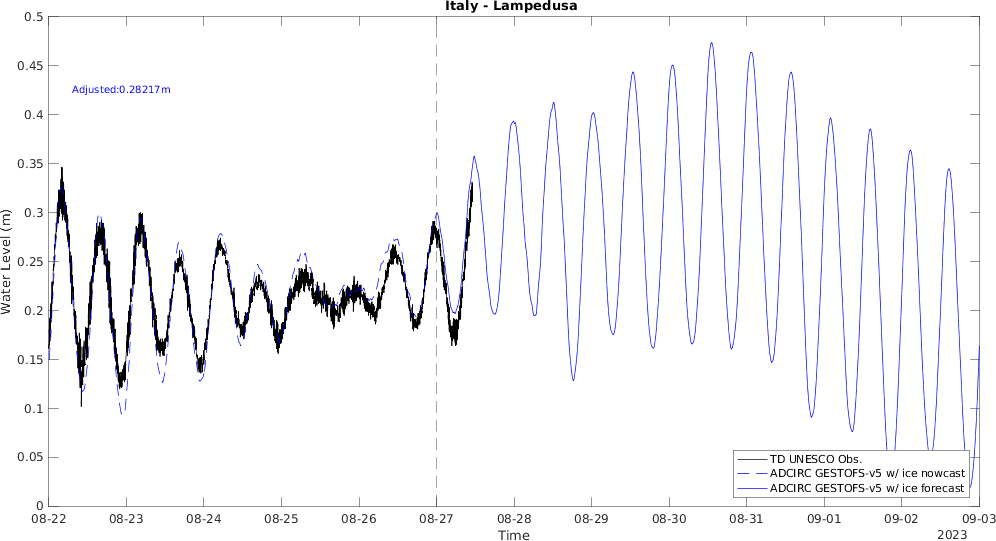 Italy - Lampedusa
0.5
0.45
0.4
0.35
0.3
0.25
0.2
0.15
0.1
0.05
0
Water Level (m)
Adjusted:0.28217m
TD UNESCO Obs.
ADCIRC GESTOFS-v5 w/ ice nowcast
ADCIRC GESTOFS-v5 w/ ice forecast
08-22 08-23 08-24 08-25 08-26 08-27 08-28 08-29 08-30 08-31 09-01 09-02 09-03
Time
2023